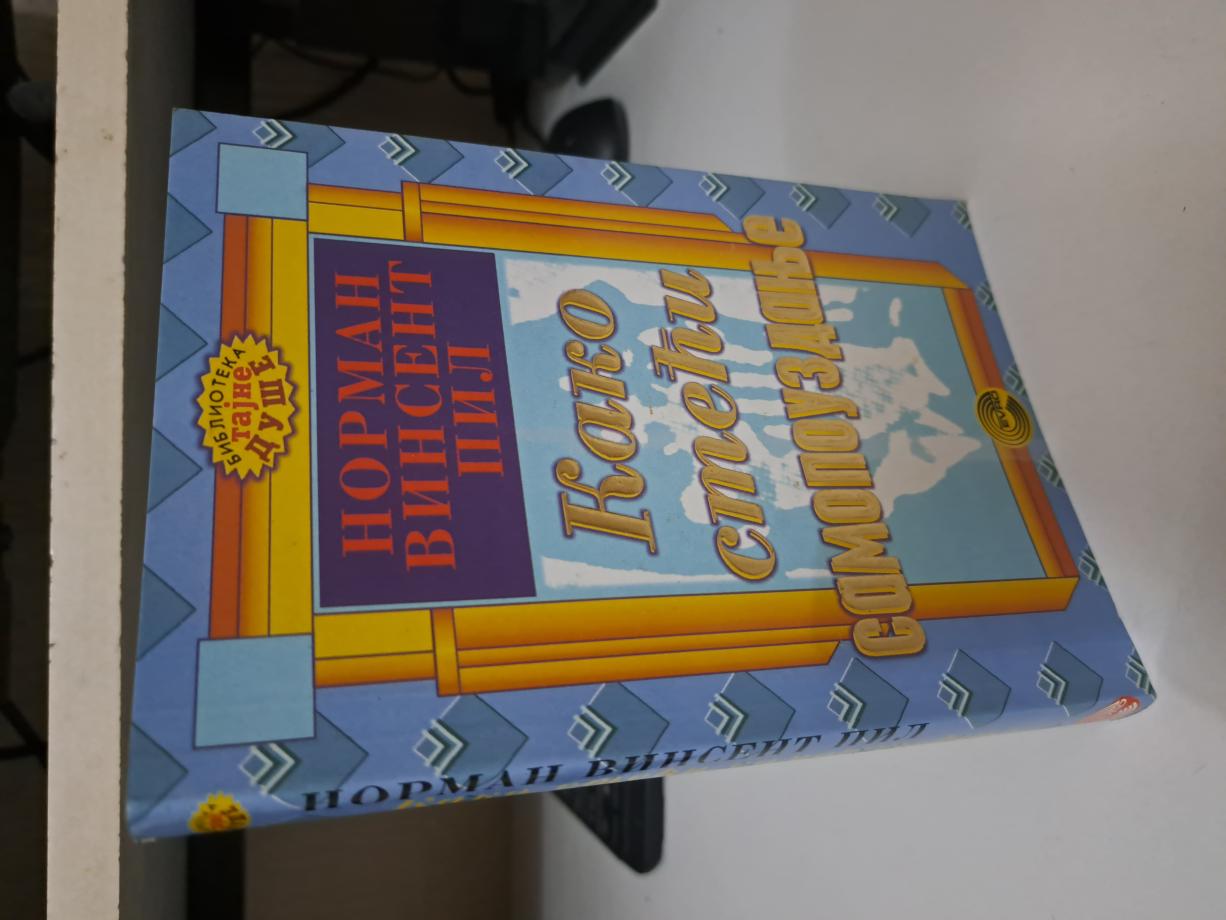 БИБЛИОТЕКА
тајне
ДУШЕ
НОРМАН
ВИНСЕНТ
ПИЛ
Како
стећи
самопоуздање
НОРМАН ВИНСЕНТ ПИЛ